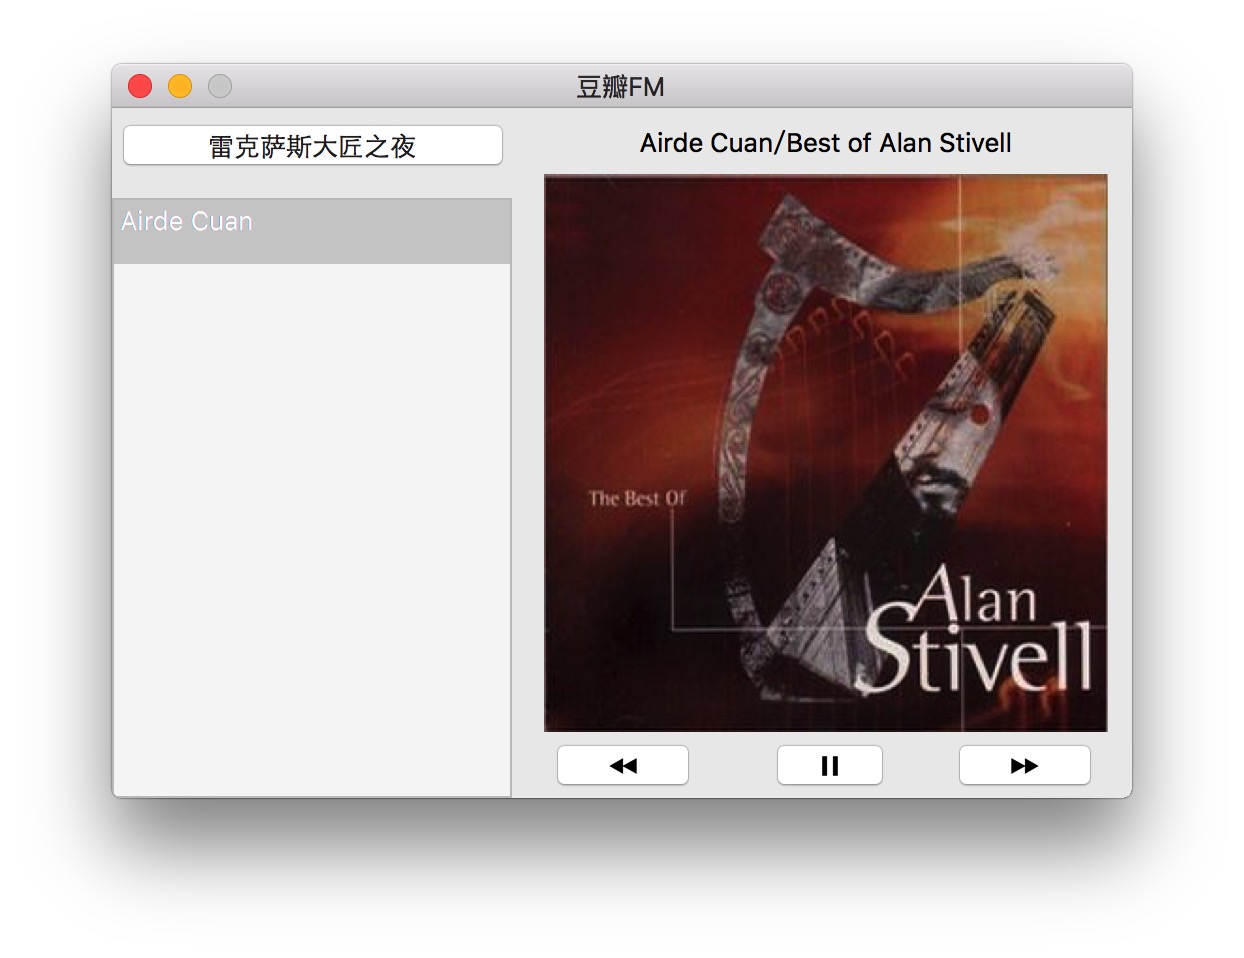 豆瓣FM
雷克萨斯大匠之夜
Airde Cuan/Best of Alan Stivell
Airde Cuan
The Best Of
Alan
Stivell